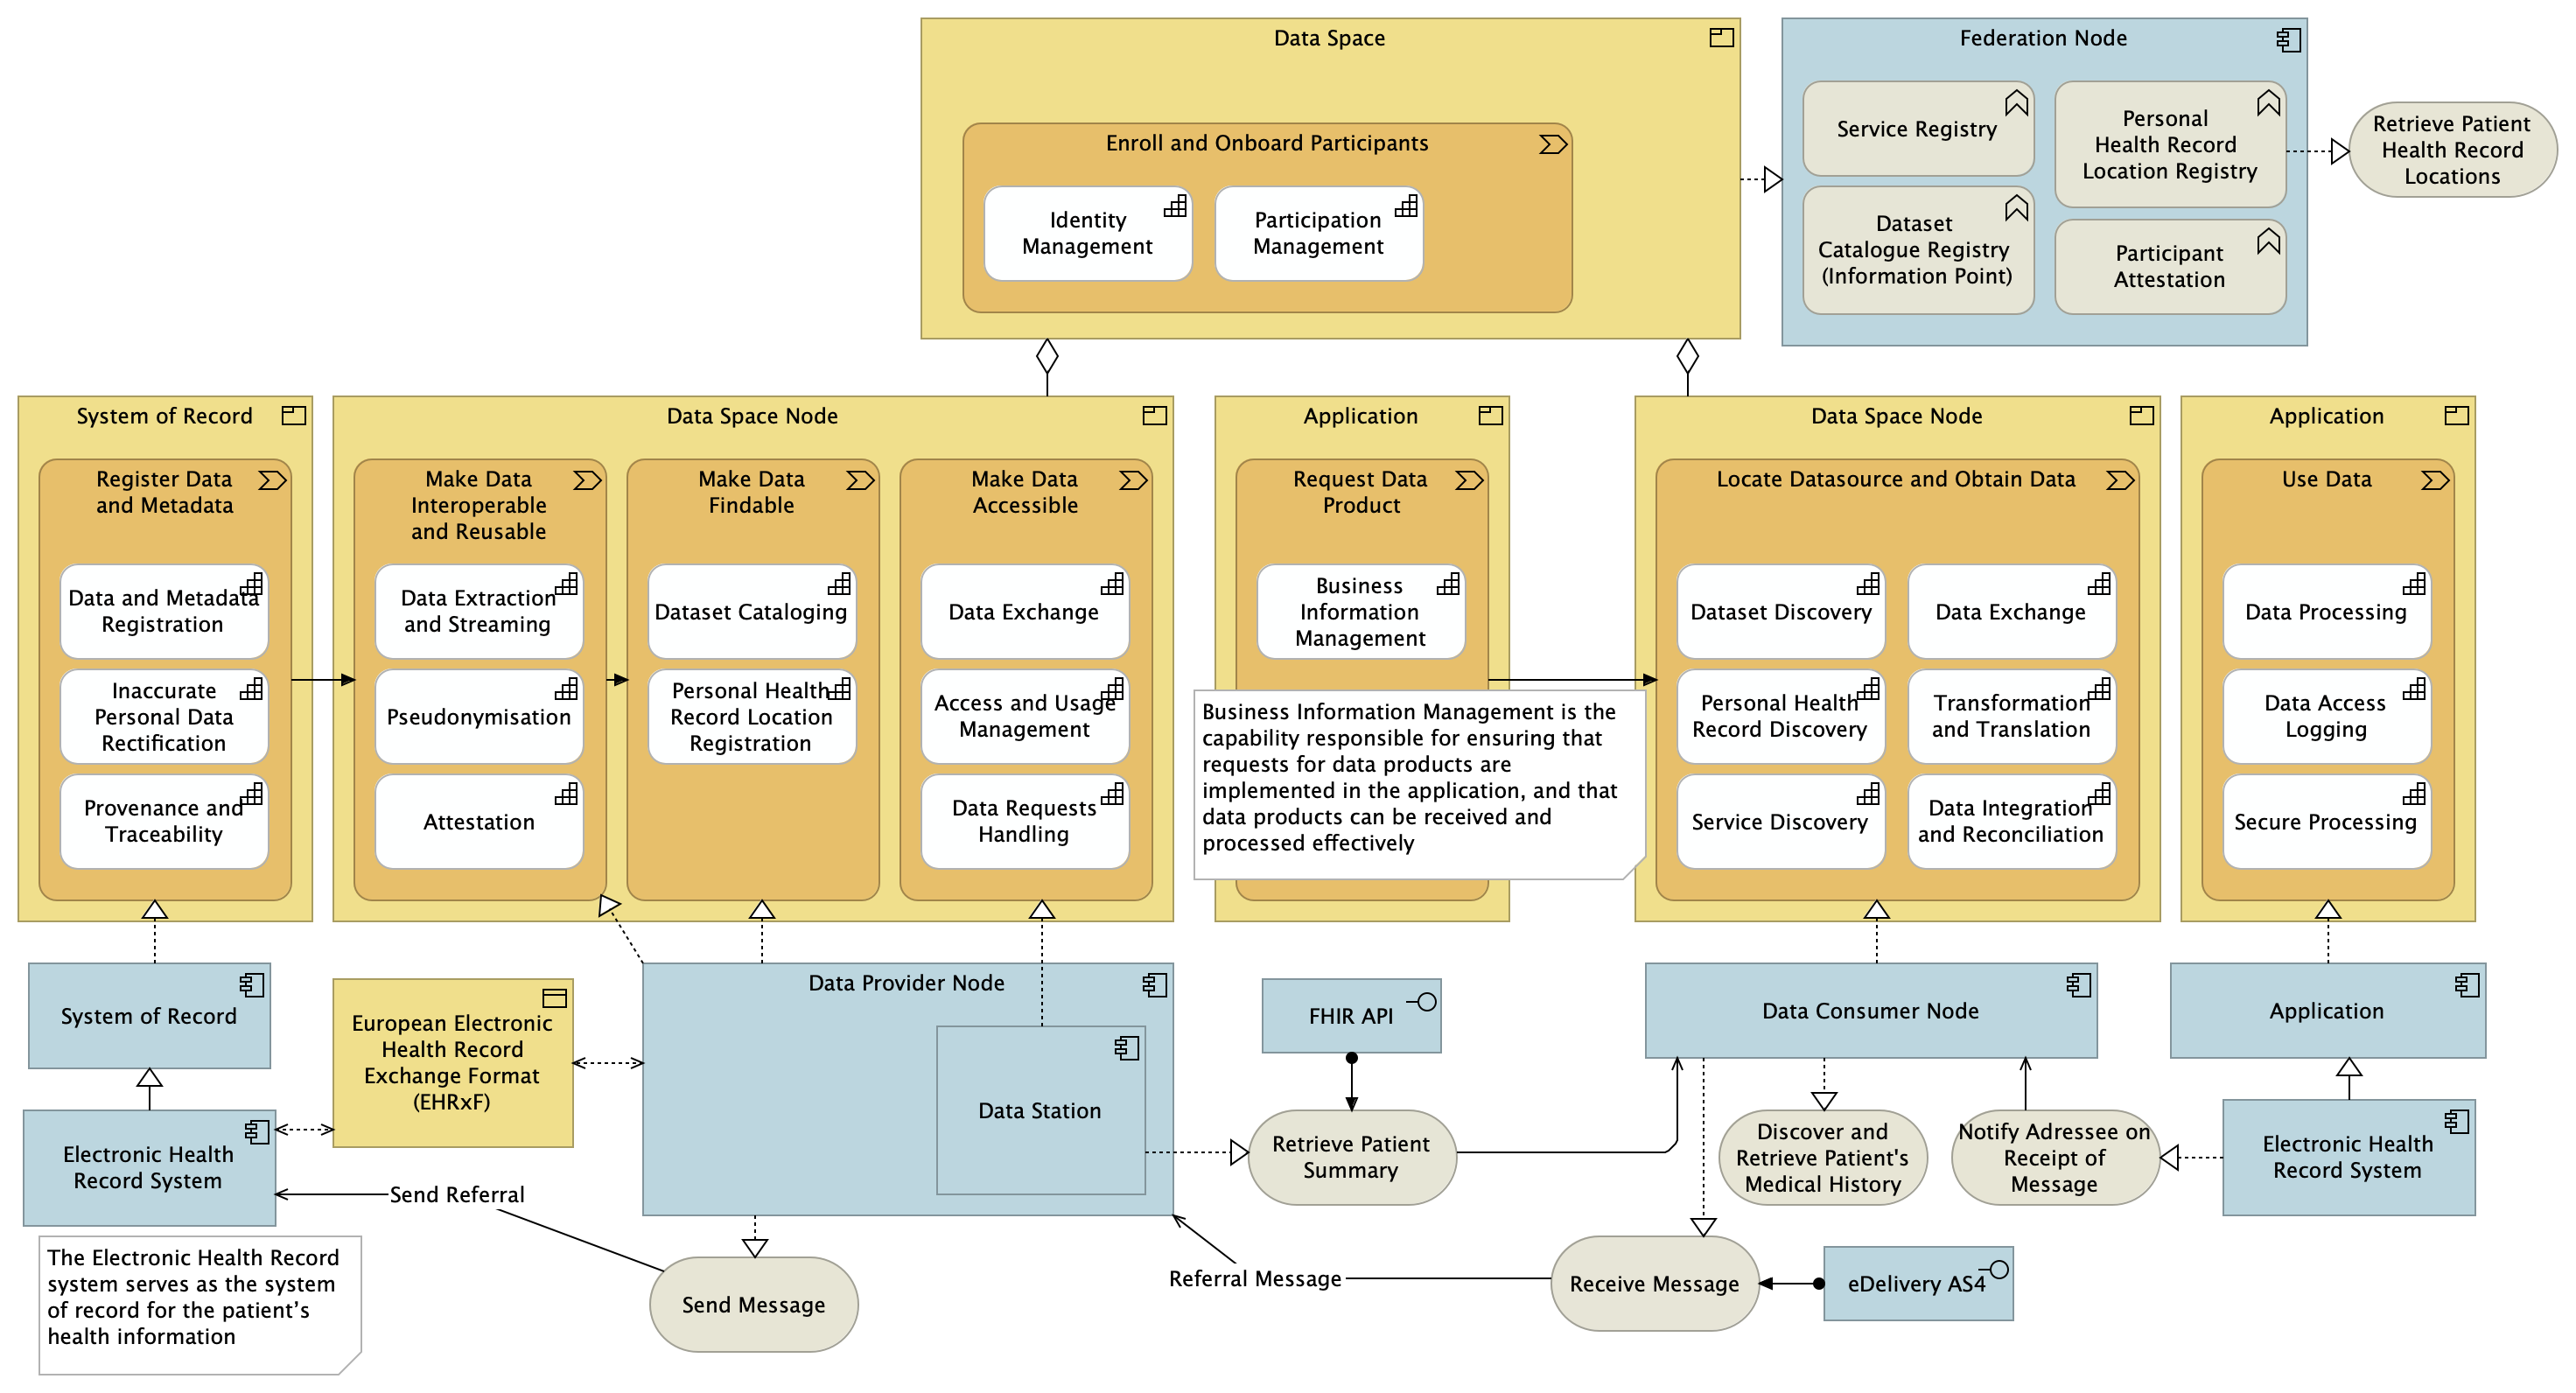 Data Space
Enroll and Onboard Participants
Identity
Management
Participation
Management
Federation Node
Service Registry
Personal
Health Record
Location Registry
Dataset
Catalogue Registry
(Information Point)
Participant
Attestation
Retrieve Patient
Health Record
Locations
System of Record
Register Data
and Metadata
Data and Metadata
Registration
Inaccurate
Personal Data
Rectification
Provenance and
Traceability
Data Space Node
Make Data
Interoperable
and Reusable
Data Extraction
and Streaming
Pseudonymisation
Attestation
Make Data
Findable
Dataset Cataloging
Personal Health
Record Location
Registration
Make Data
Accessible
Data Exchange
Access and Usage
Management
Data Requests
Handling
Application
Request Data
Product
Business
Information
Management
Business Information Management is the
capability responsible for ensuring that
requests for data products are
implemented in the application, and that
data products can be received and
processed effectively
Data Space Node
Locate Datasource and Obtain Data
Dataset Discovery
Data Exchange
Personal Health
Record Discovery
Transformation
and Translation
Service Discovery
Data Integration
and Reconciliation
Application
Use Data
Data Processing
Data Access
Logging
Secure Processing
System of Record
European Electronic
Health Record
Exchange Format
(EHRxF)
Data Provider Node
Data Station
FHIR API
Data Consumer Node
Application
Electronic Health
Record System
Retrieve Patient
Summary
Discover and
Retrieve Patient's
Medical History
Notify Adressee on
Receipt of
Message
Electronic Health
Record System
Send Referral
The Electronic Health Record
system serves as the system
of record for the patient’s
health information
Send Message
Referral Message
Receive Message
eDelivery AS4